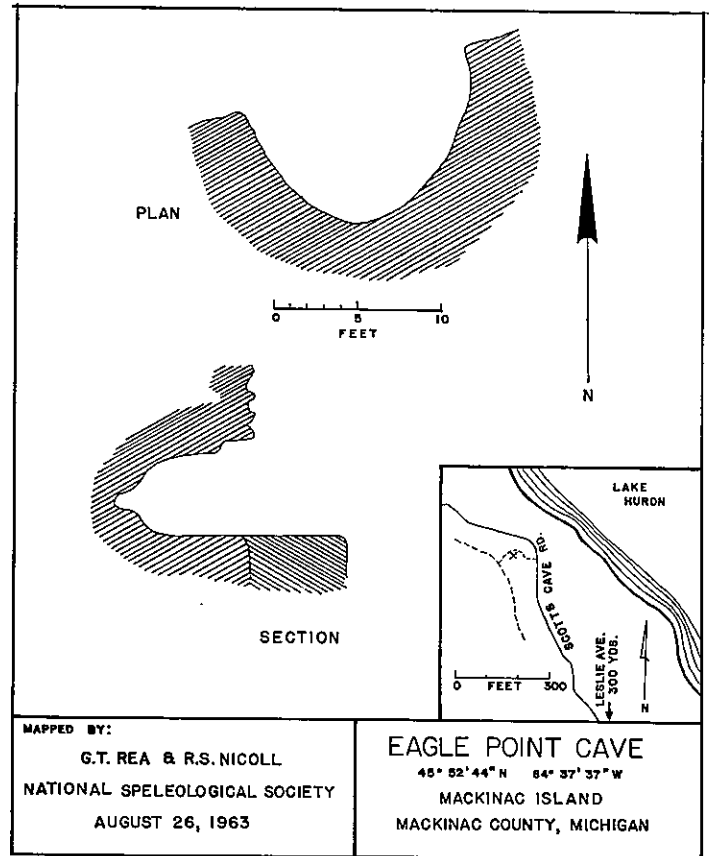 PLAN
0 5 10
FEET
N
SECTION
LAKE
HURON
SCOTTS CAVE RD.
LESLIE AVE.
300 YDS.
0 300
FEET
N
MAPPED BY:
G.T. REA & R.S. NICOLL
NATIONAL SPELEOLOGICAL SOCIETY
AUGUST 26, 1963
EAGLE POINT CAVE
45° 52'44" N 84° 37'37" W
MACKINAC ISLAND
MACKINAC COUNTY, MICHIGAN